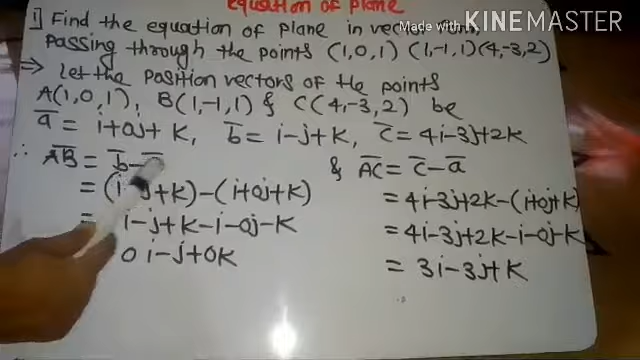 equation of plane
Made with KINEMASTER
1] Find the equation of plane in vector form,
passing through the points (1,0,1) (1,-1,1)(4,-3,2)
⇒ Let the position vectors of the points
A(1,0,1), B(1,-1,1) & C(4,-3,2) be
a̅ = i+0j+k, b̅ = i-j+k, c̅ = 4i-3j+2k
∴ A̅B̅ = b̅-
= (i j+k)-(i+0j+k)
= i-j+k-i-0j-k
0i-j+0k
& A̅C̅ = c̅-a̅
= 4i-3j+2k-(i+0j+k)
= 4i-3j+2k-i-0j-k
= 3i-3j+k